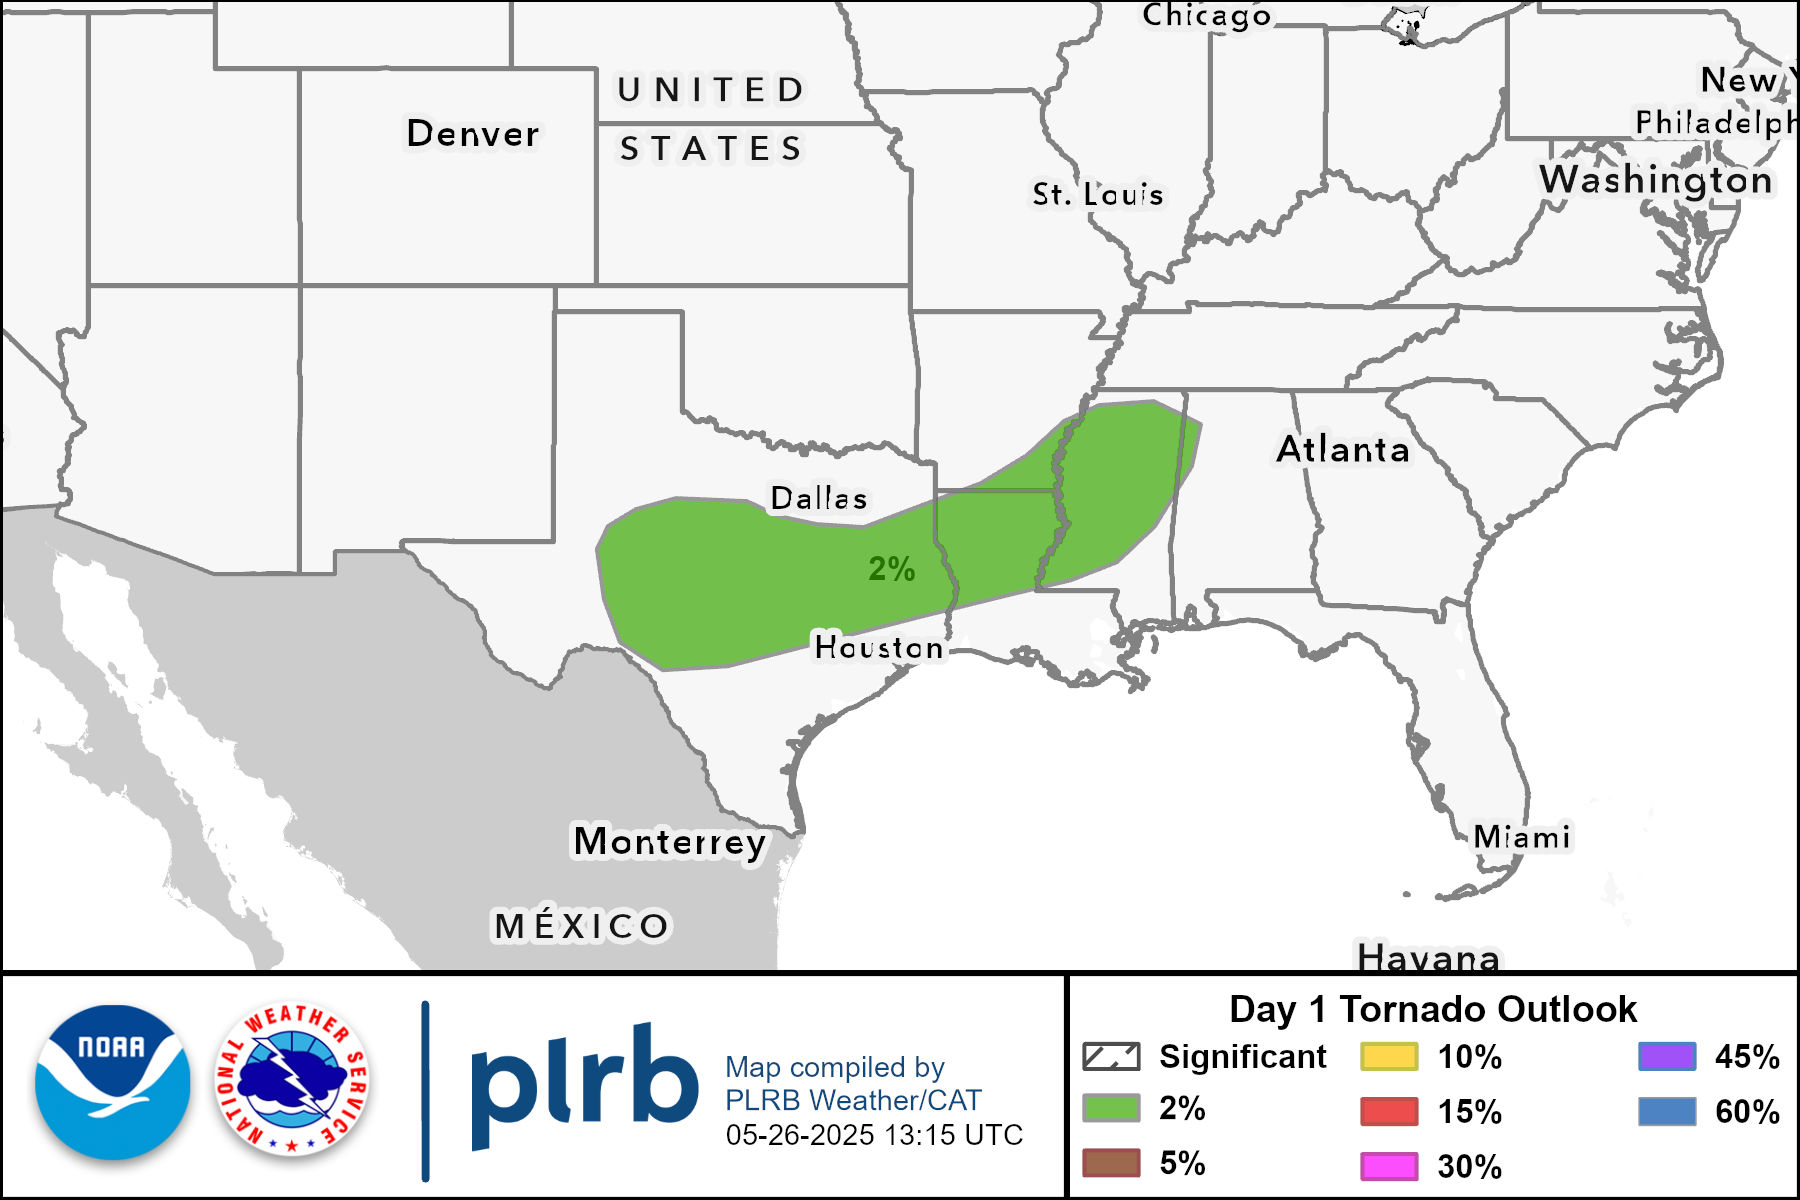 Chicago
UNITED
STATES
New Y
Denver
Philadelph
St. Louis
Washington
Atlanta
Dallas
2%
Houston
Monterrey
Miami
MÉXICO
Havana
NOAA
NATIONAL WEATHER SERVICE
plrb
Map compiled by
PLRB Weather/CAT
05-26-2025 13:15 UTC
Day 1 Tornado Outlook
Significant
2%
5%
10%
15%
30%
45%
60%